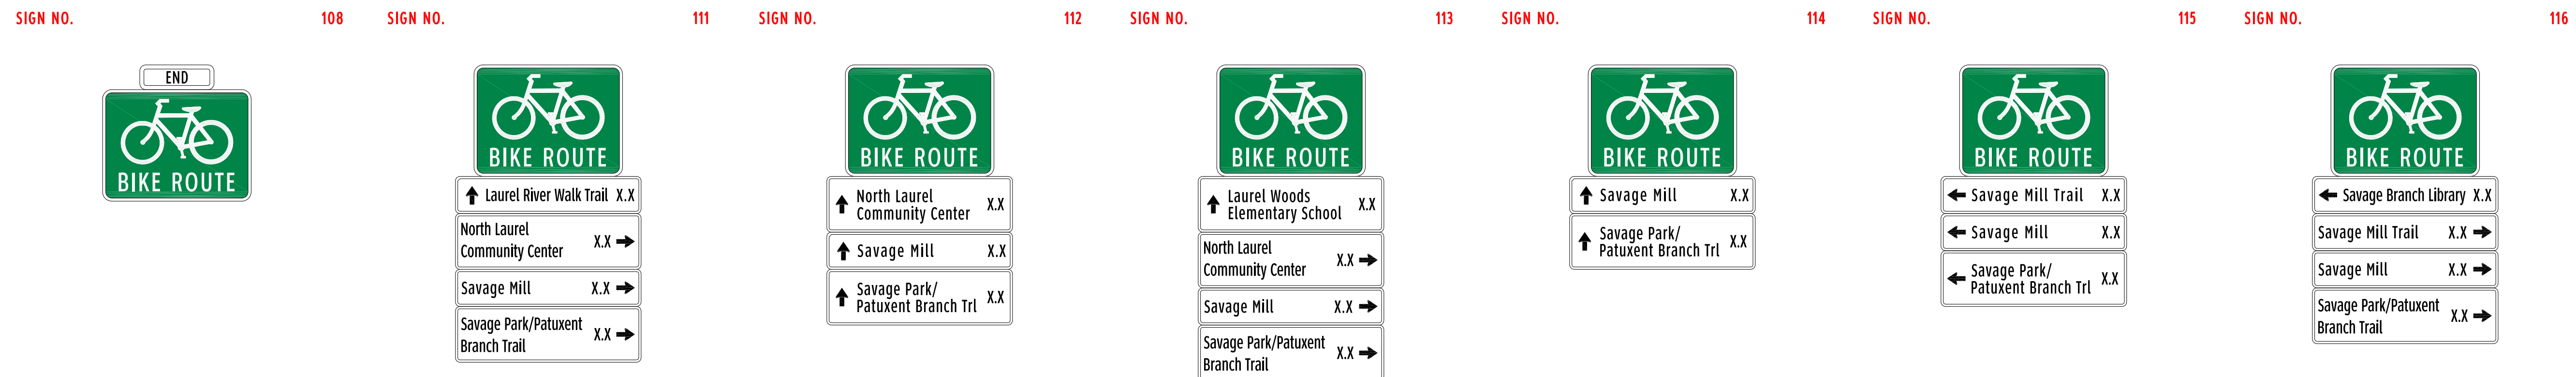 SIGN NO. 108
END
BIKE ROUTE
SIGN NO. 111
BIKE ROUTE
Laurel River Walk Trail X.X
North Laurel
Community Center X.X
Savage Mill X.X
Savage Park/Patuxent
Branch Trail X.X
SIGN NO. 112
BIKE ROUTE
North Laurel
Community Center X.X
Savage Mill X.X
Savage Park/
Patuxent Branch Trl X.X
SIGN NO. 113
BIKE ROUTE
Laurel Woods
Elementary School X.X
North Laurel
Community Center X.X
Savage Mill X.X
Savage Park/Patuxent
Branch Trail X.X
SIGN NO. 114
BIKE ROUTE
Savage Mill X.X
Savage Park/
Patuxent Branch Trl X.X
SIGN NO. 115
BIKE ROUTE
Savage Mill Trail X.X
Savage Mill X.X
Savage Park/
Patuxent Branch Trl X.X
SIGN NO. 116
BIKE ROUTE
Savage Branch Library X.X
Savage Mill Trail X.X
Savage Mill X.X
Savage Park/Patuxent
Branch Trail X.X